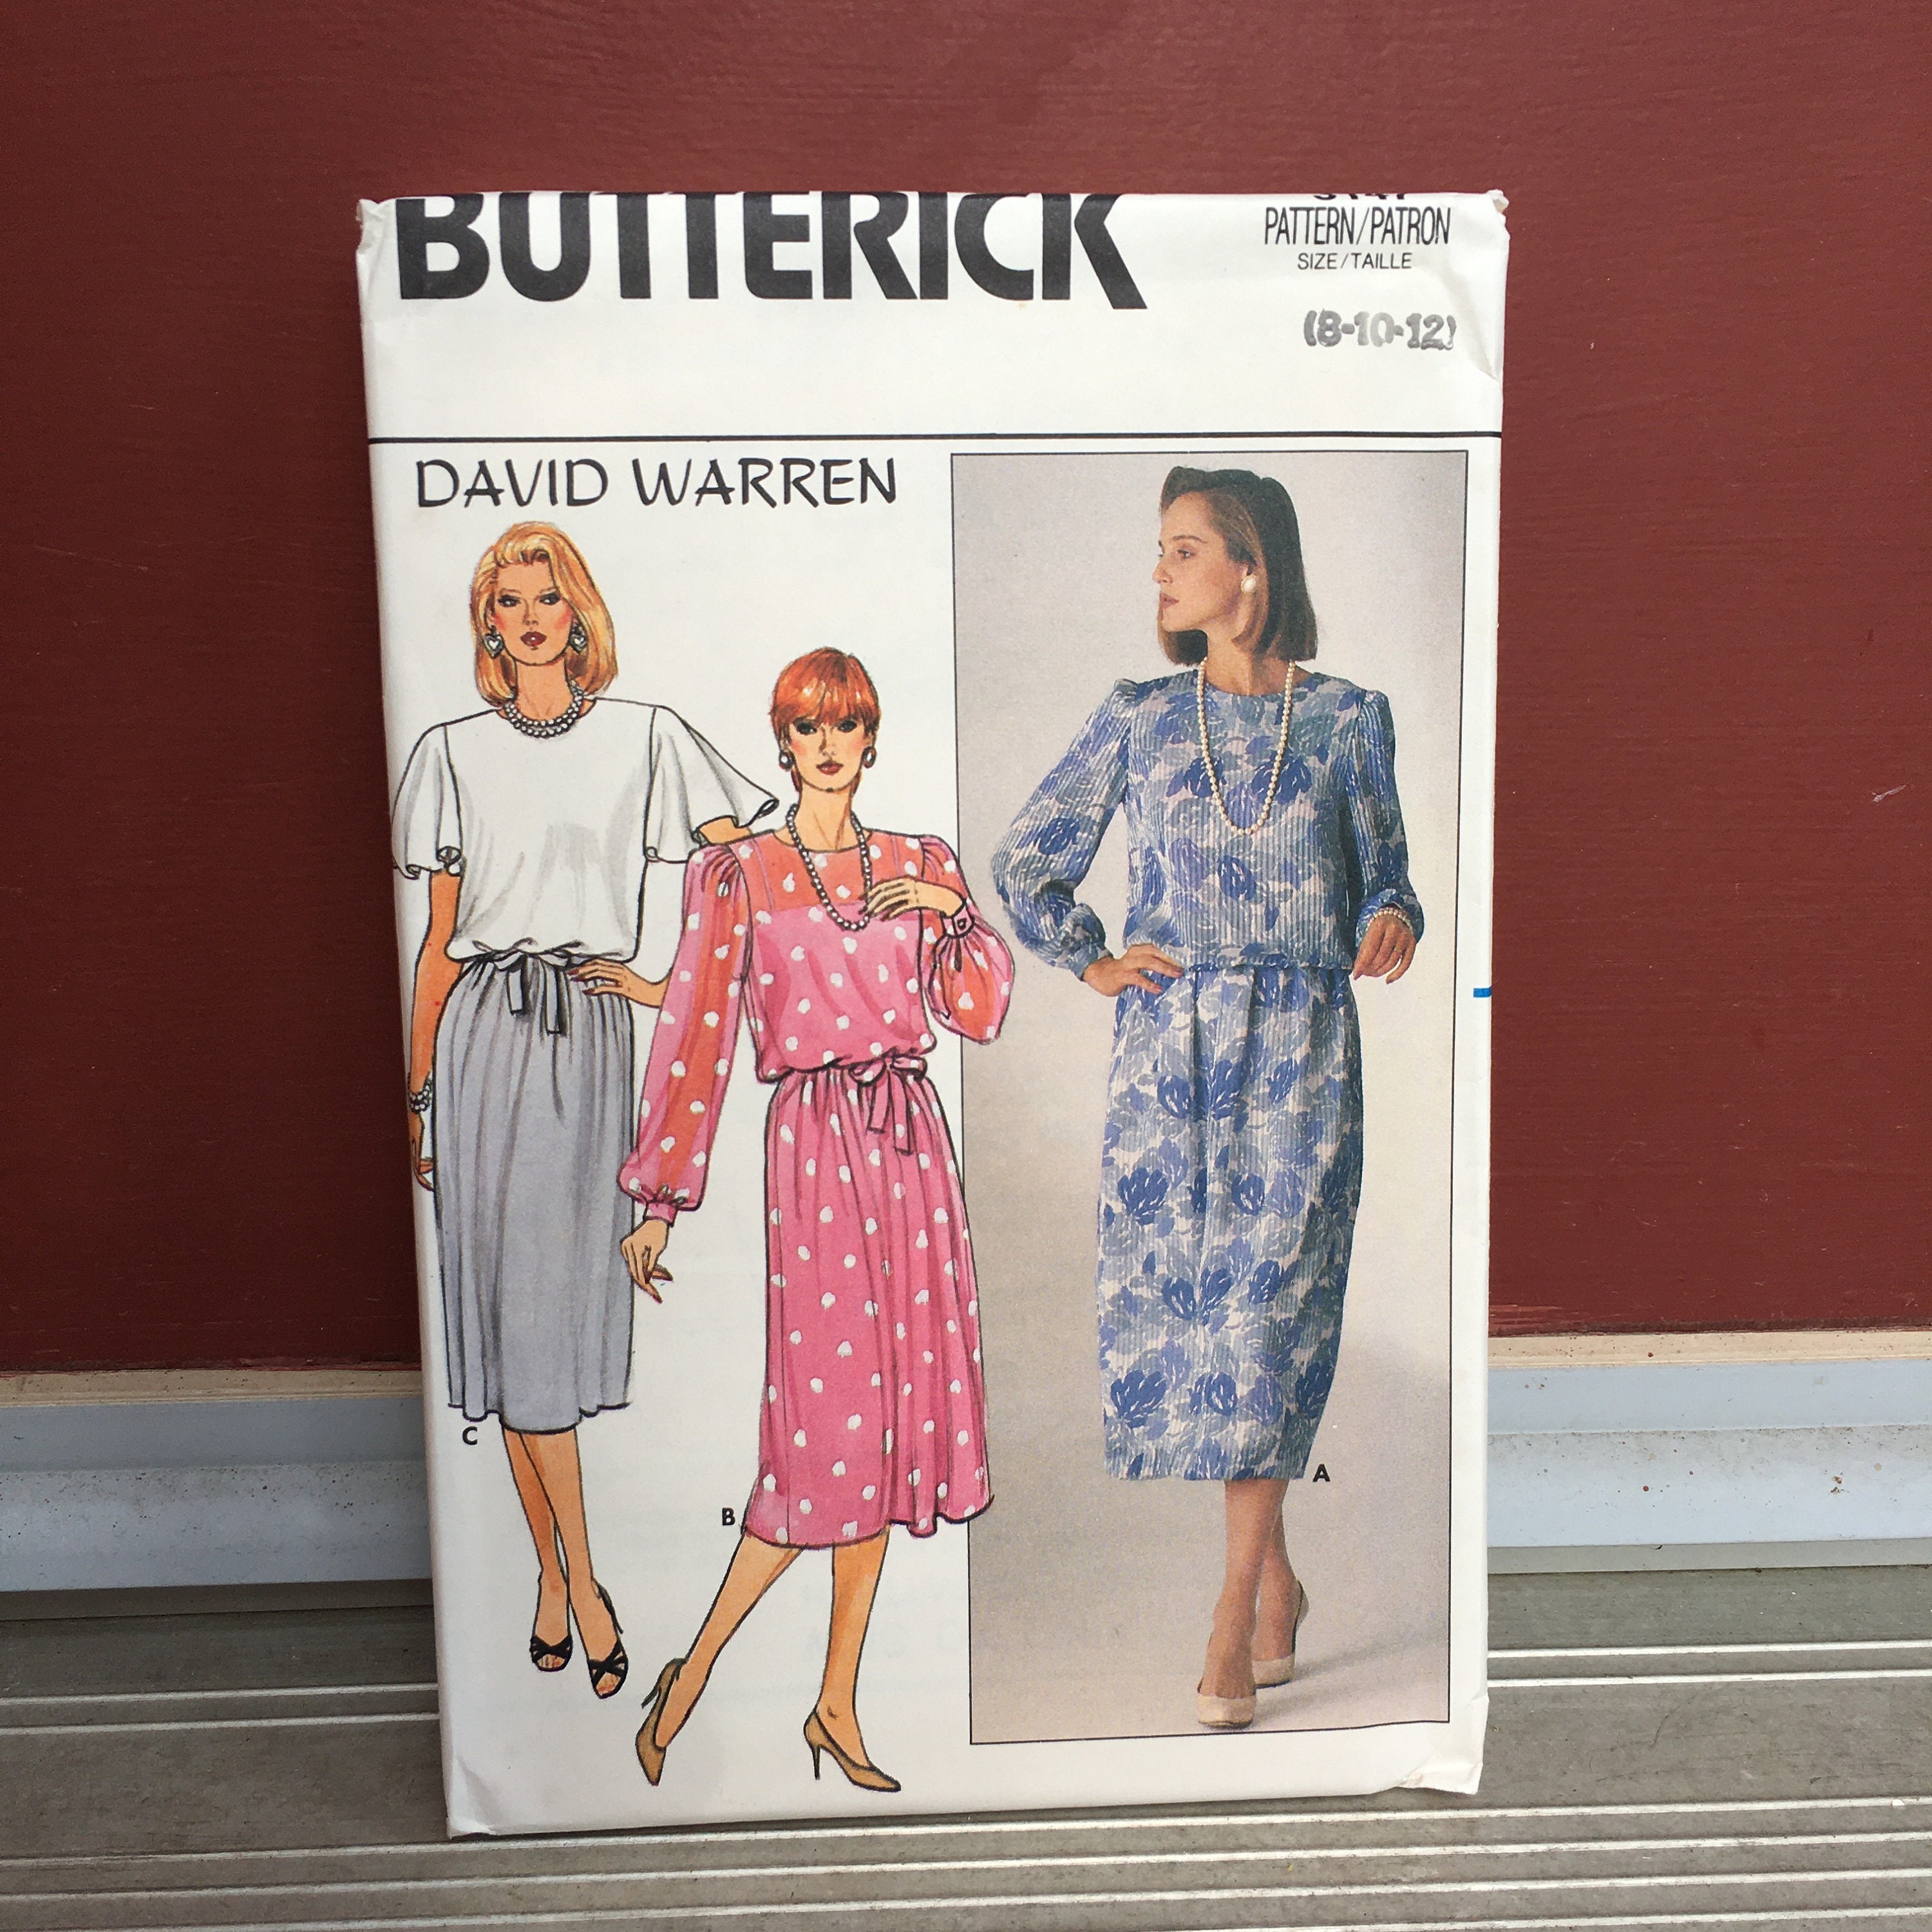 BUTTERICK
PATTERN/PATRON
SIZE/TAILLE
(8-10-12)
DAVID WARREN
C
B
A